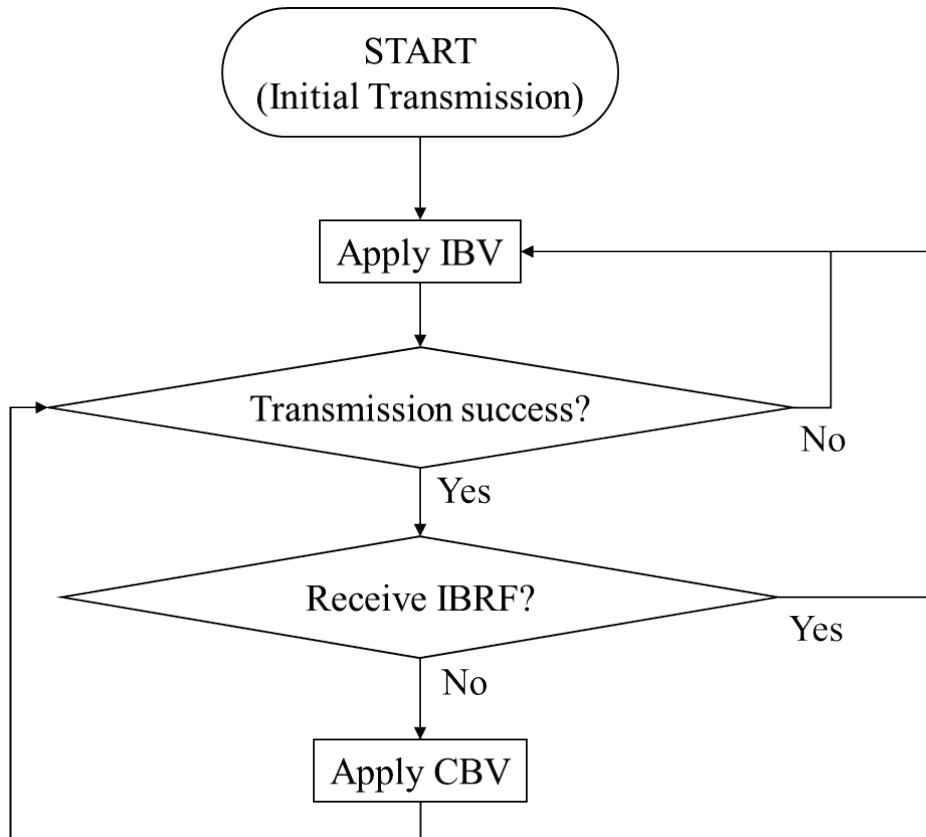 START
(Initial Transmission)
Apply IBV
Transmission success?
No
Yes
Receive IBRF?
Yes
No
Apply CBV